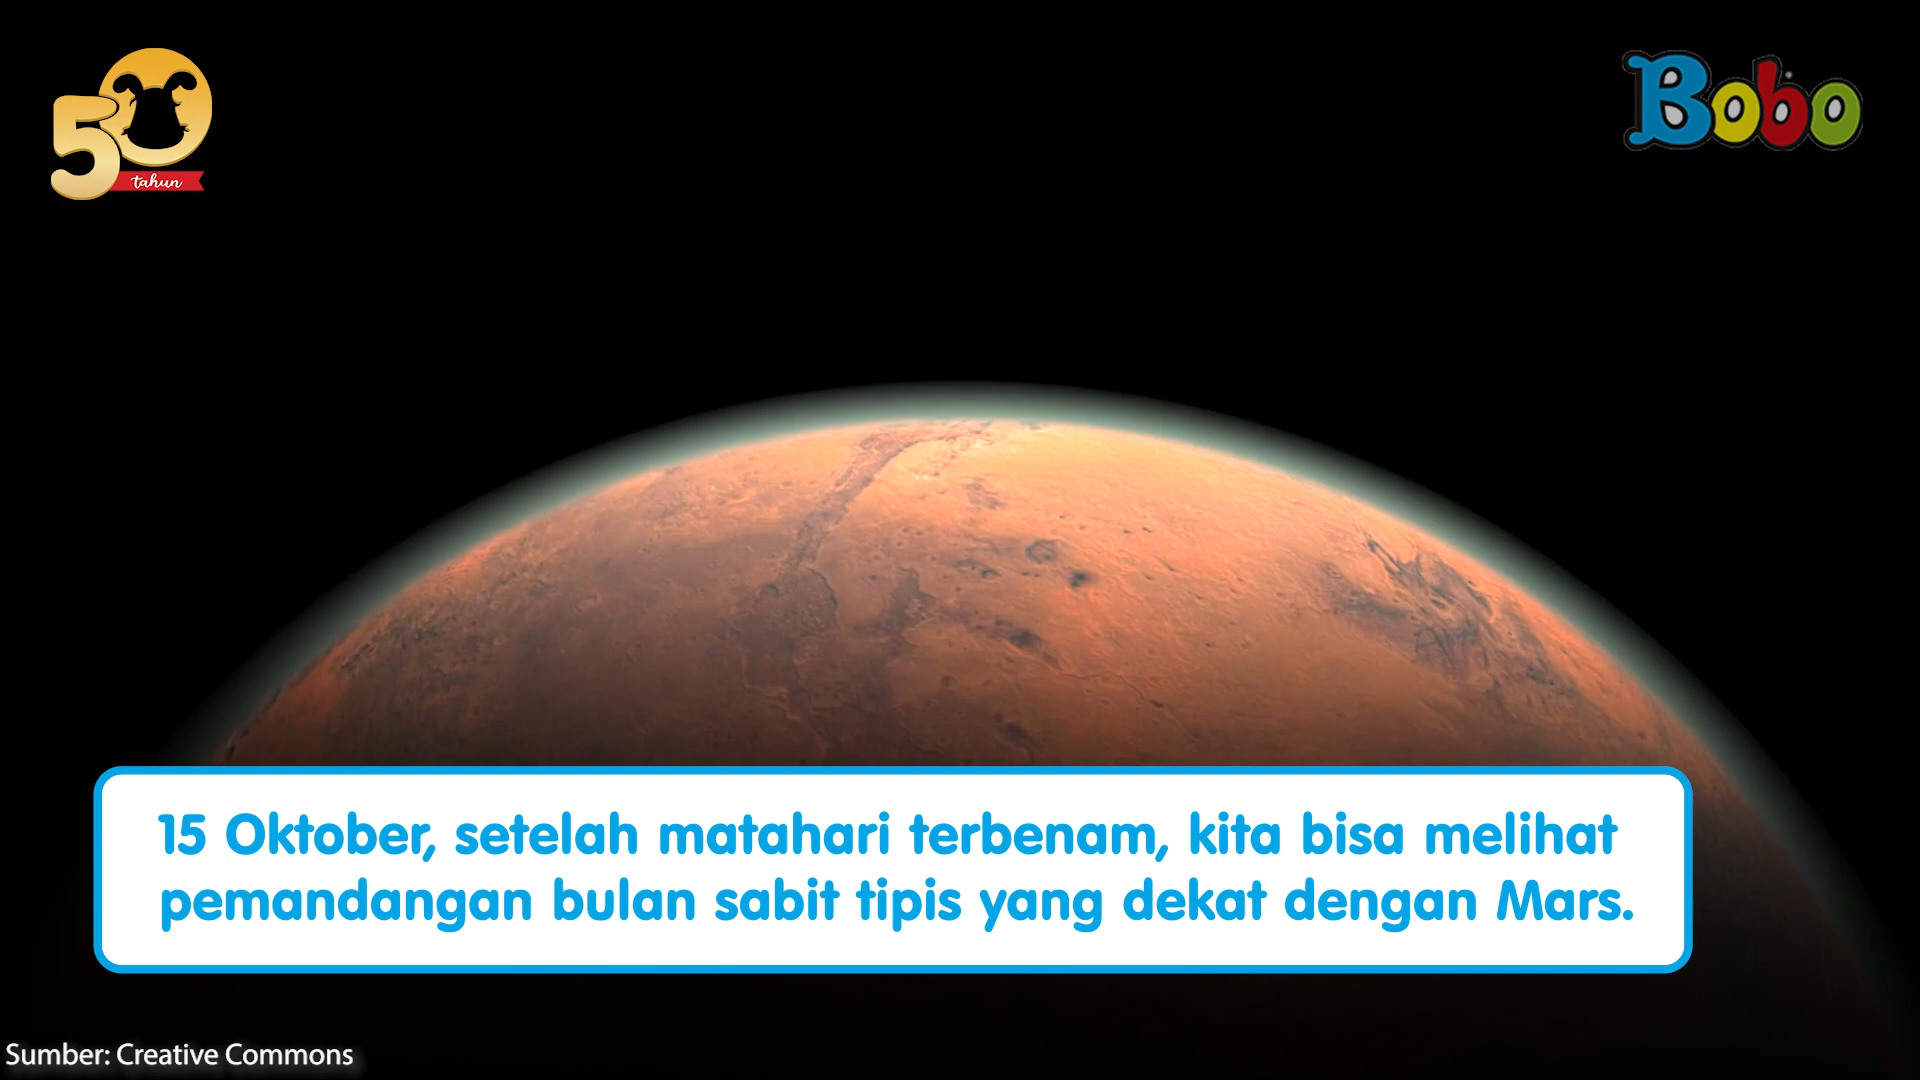 50
tahun
Bobo
15 Oktober, setelah matahari terbenam, kita bisa melihat
pemandangan bulan sabit tipis yang dekat dengan Mars.
Sumber: Creative Commons